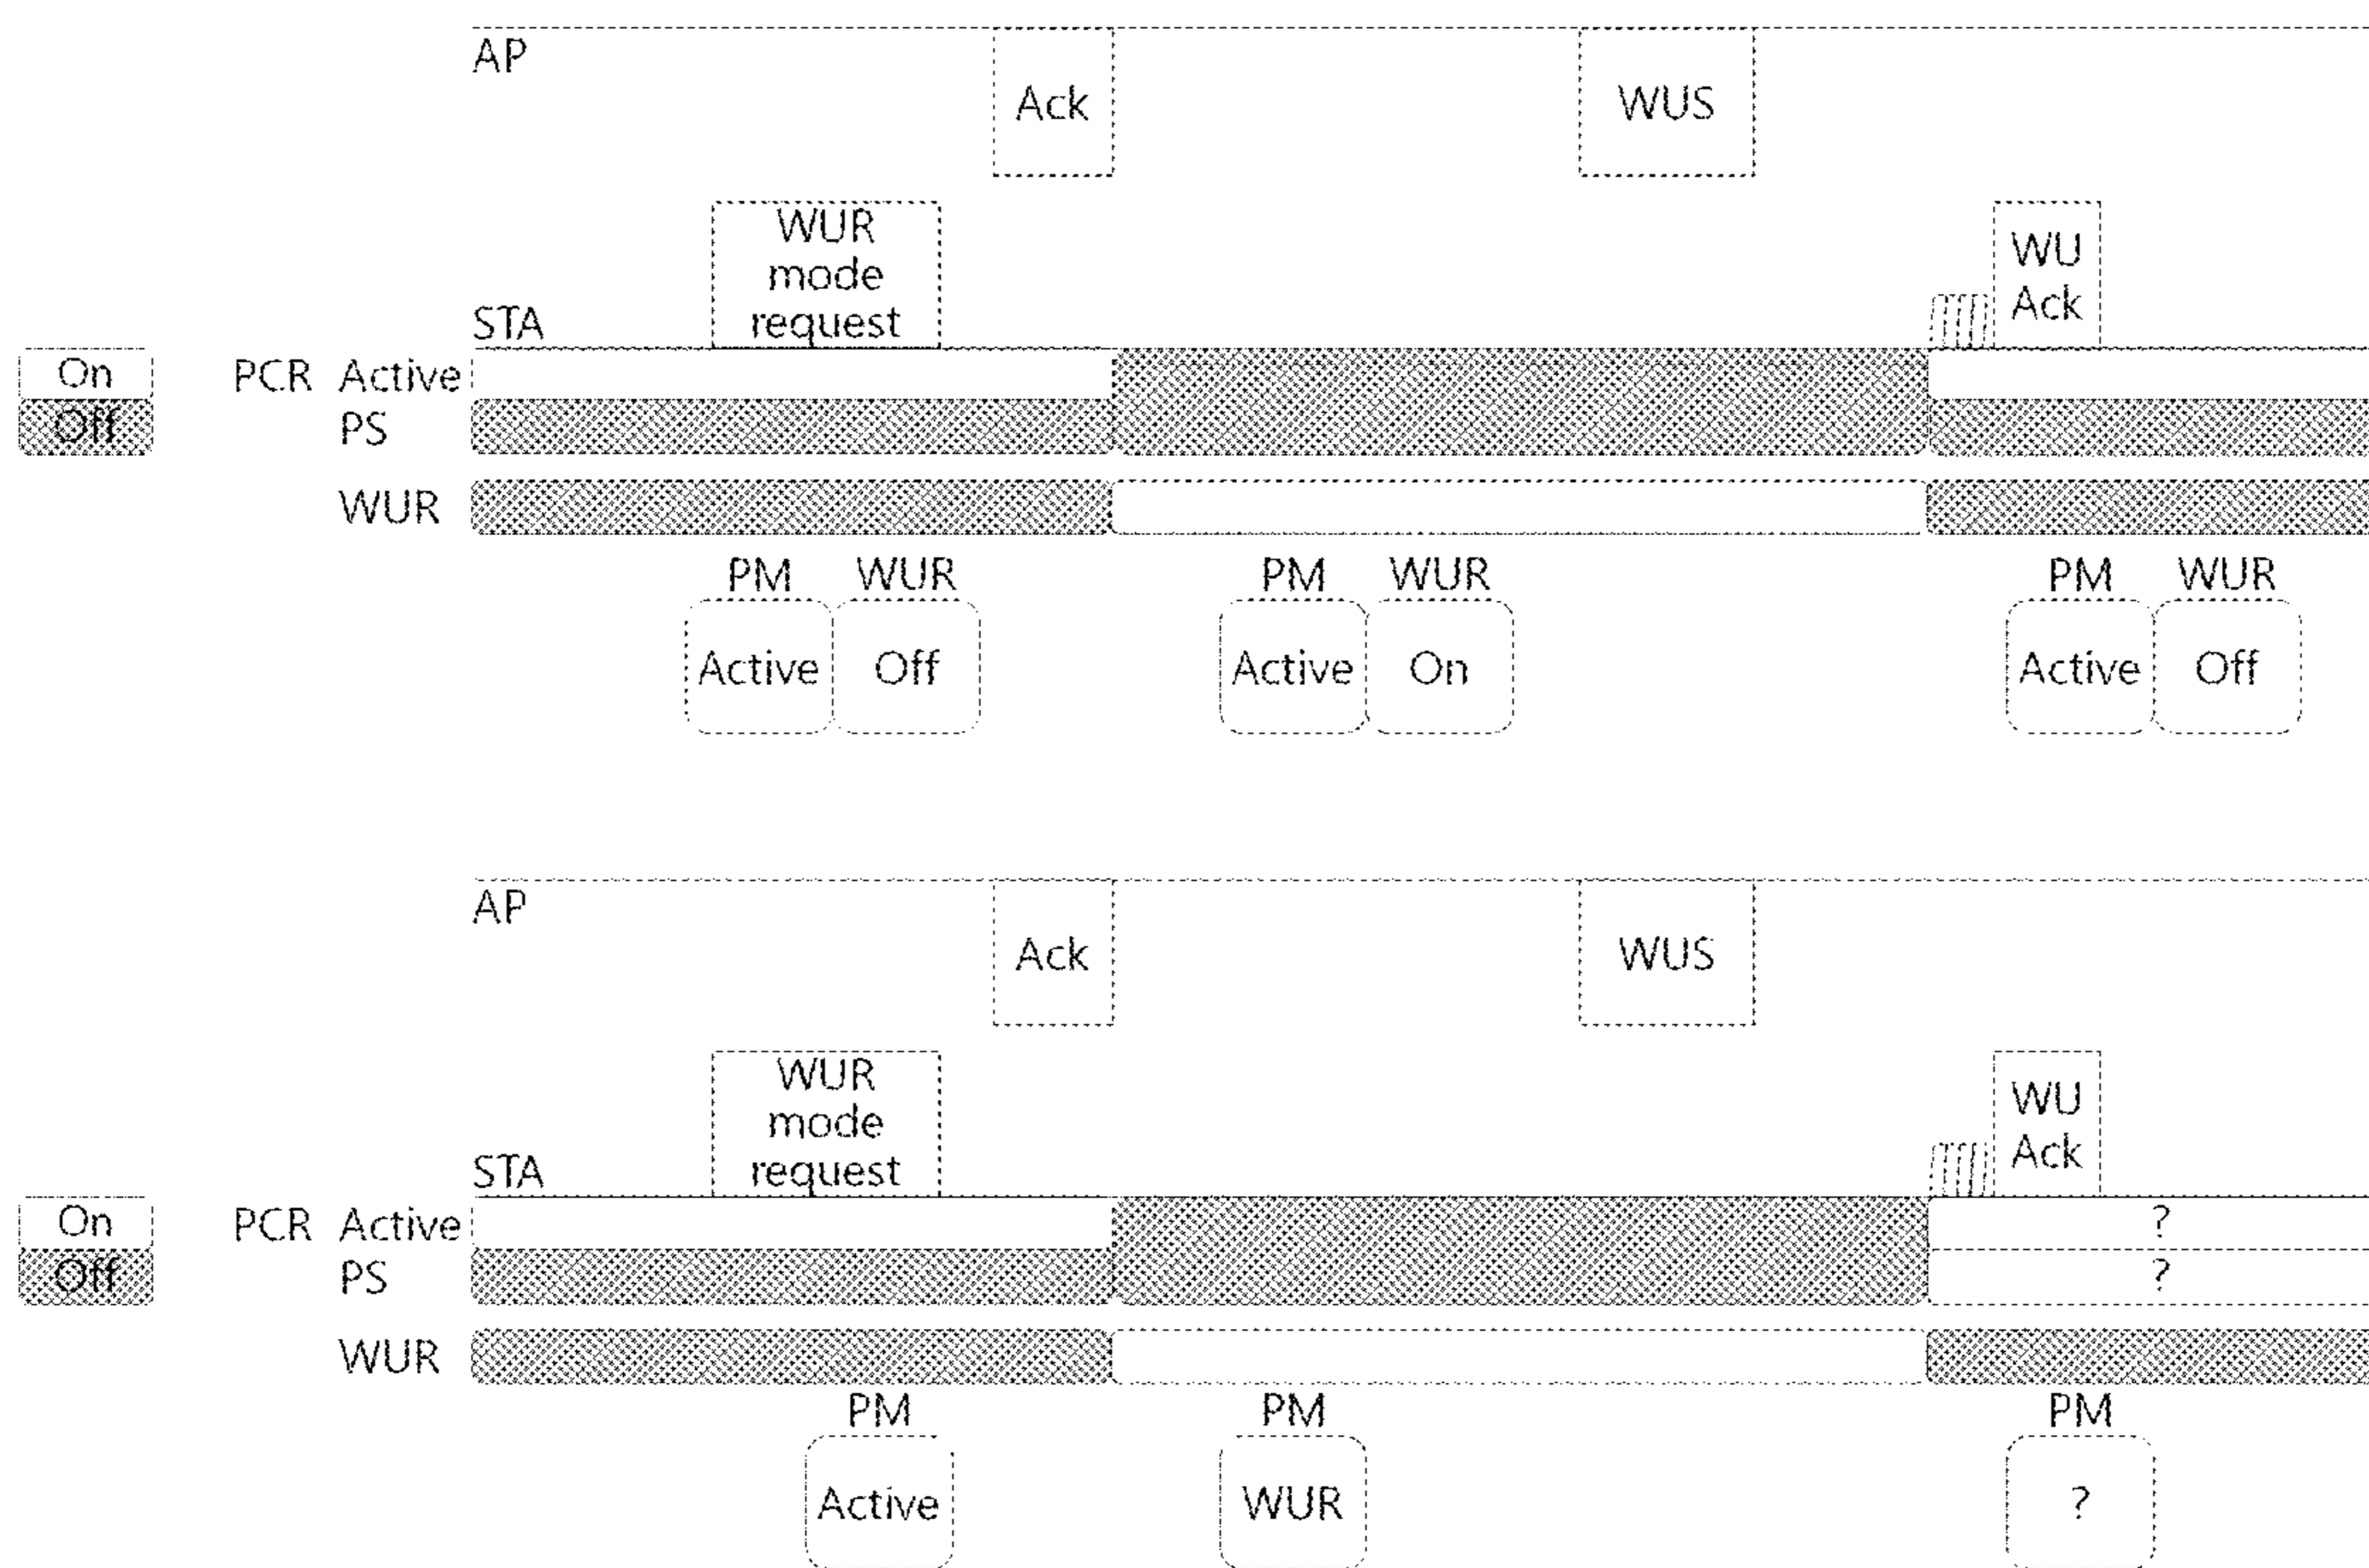 AP
Ack
WUS
WUR
mode
request
WU
Ack
STA
On
Off
PCR Active
PS
WUR
PM WUR
Active Off
PM WUR
Active On
PM WUR
Active Off
AP
Ack
WUS
WUR
mode
request
WU
Ack
STA
On
Off
PCR Active
PS
?
?
WUR
PM
Active
PM
WUR
PM
?